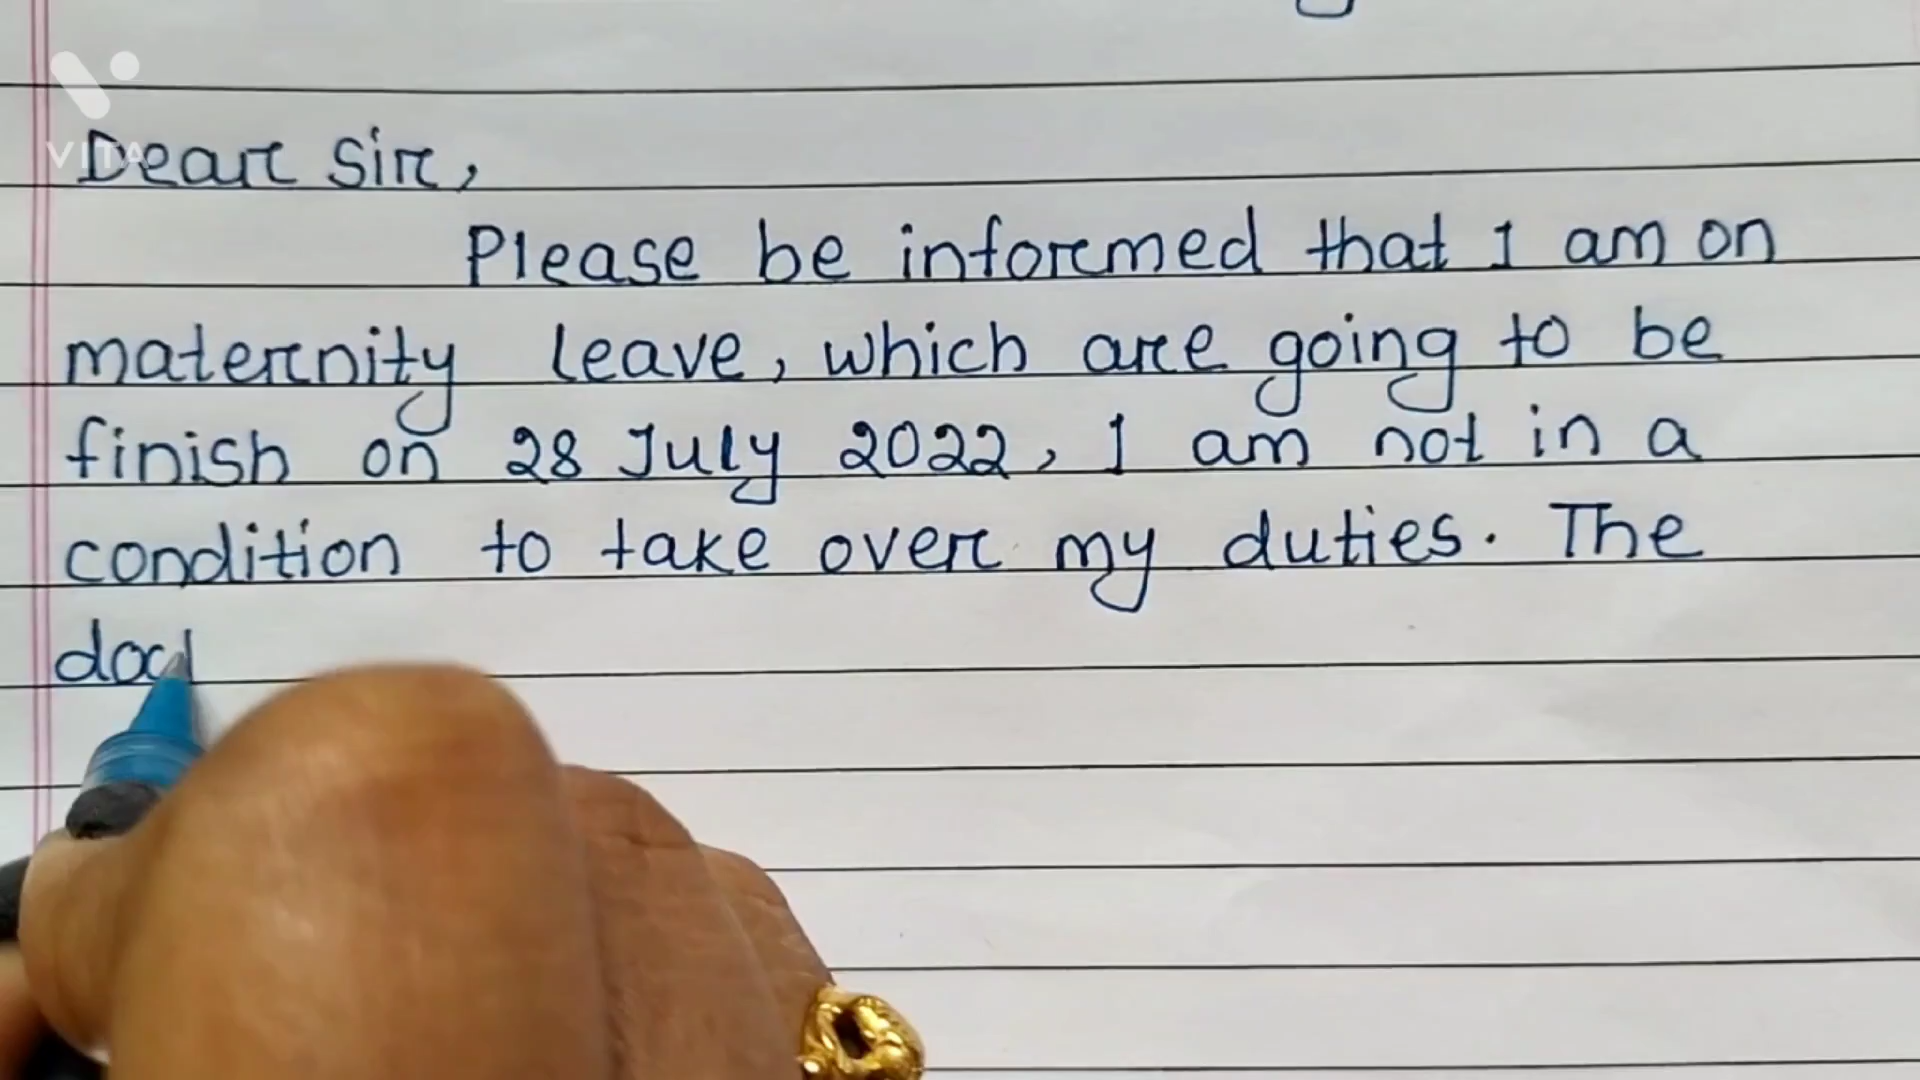 VITA
Dear Sir,
Please be informed that I am on
maternity leave, which are going to be
finish on 28 July 2022, I am not in a
condition to take over my duties. The